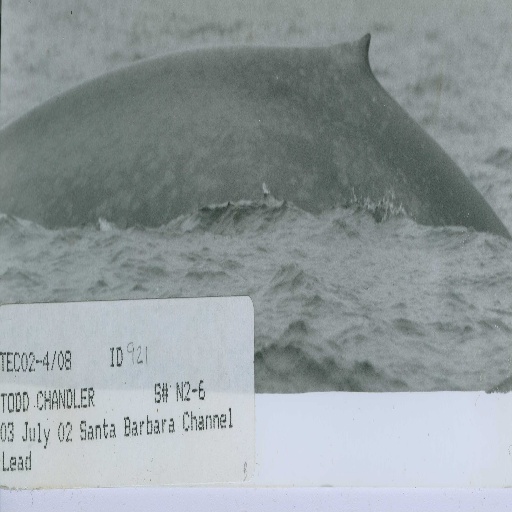 TEC02-4/08 ID 921
TODD CHANDLER S# N2-6
03 July 02 Santa Barbara Channel
Lead